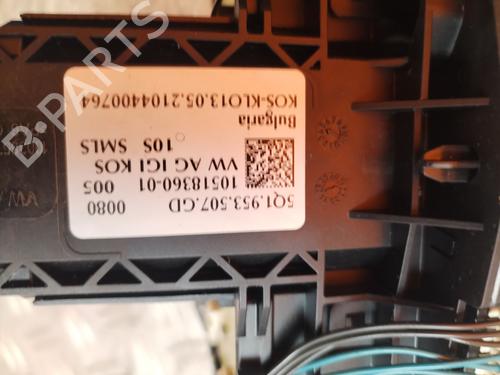 5Q1.953.507.GD 0080
10518360-01 005
VW AG IGI KOS
10S SMLS
Bulgaria
KOS-KLO13.05.2104400764
B-PARTS